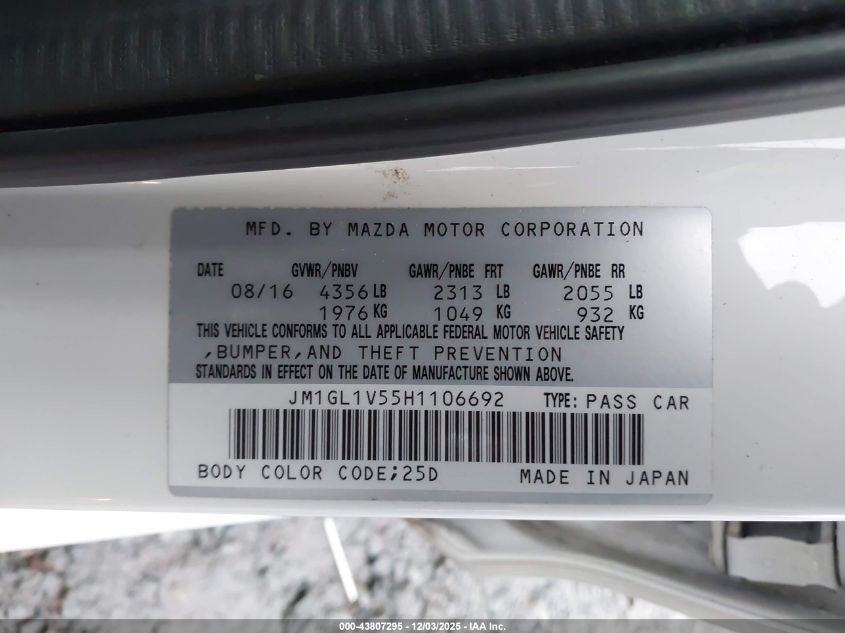 MFD. BY MAZDA MOTOR CORPORATION
DATE GVWR/PNBV GAWR/PNBE FRT GAWR/PNBE RR
08/16 4356 LB 2313 LB 2055 LB
1976 KG 1049 KG 932 KG
THIS VEHICLE CONFORMS TO ALL APPLICABLE FEDERAL MOTOR VEHICLE SAFETY
,BUMPER,AND THEFT PREVENTION
STANDARDS IN EFFECT ON THE DATE OF MANUFACTURE SHOWN ABOVE.
JM1GL1V55H1106692 TYPE: PASS CAR
BODY COLOR CODE;25D MADE IN JAPAN
000-43807295 - 12/03/2025 - IAA Inc.